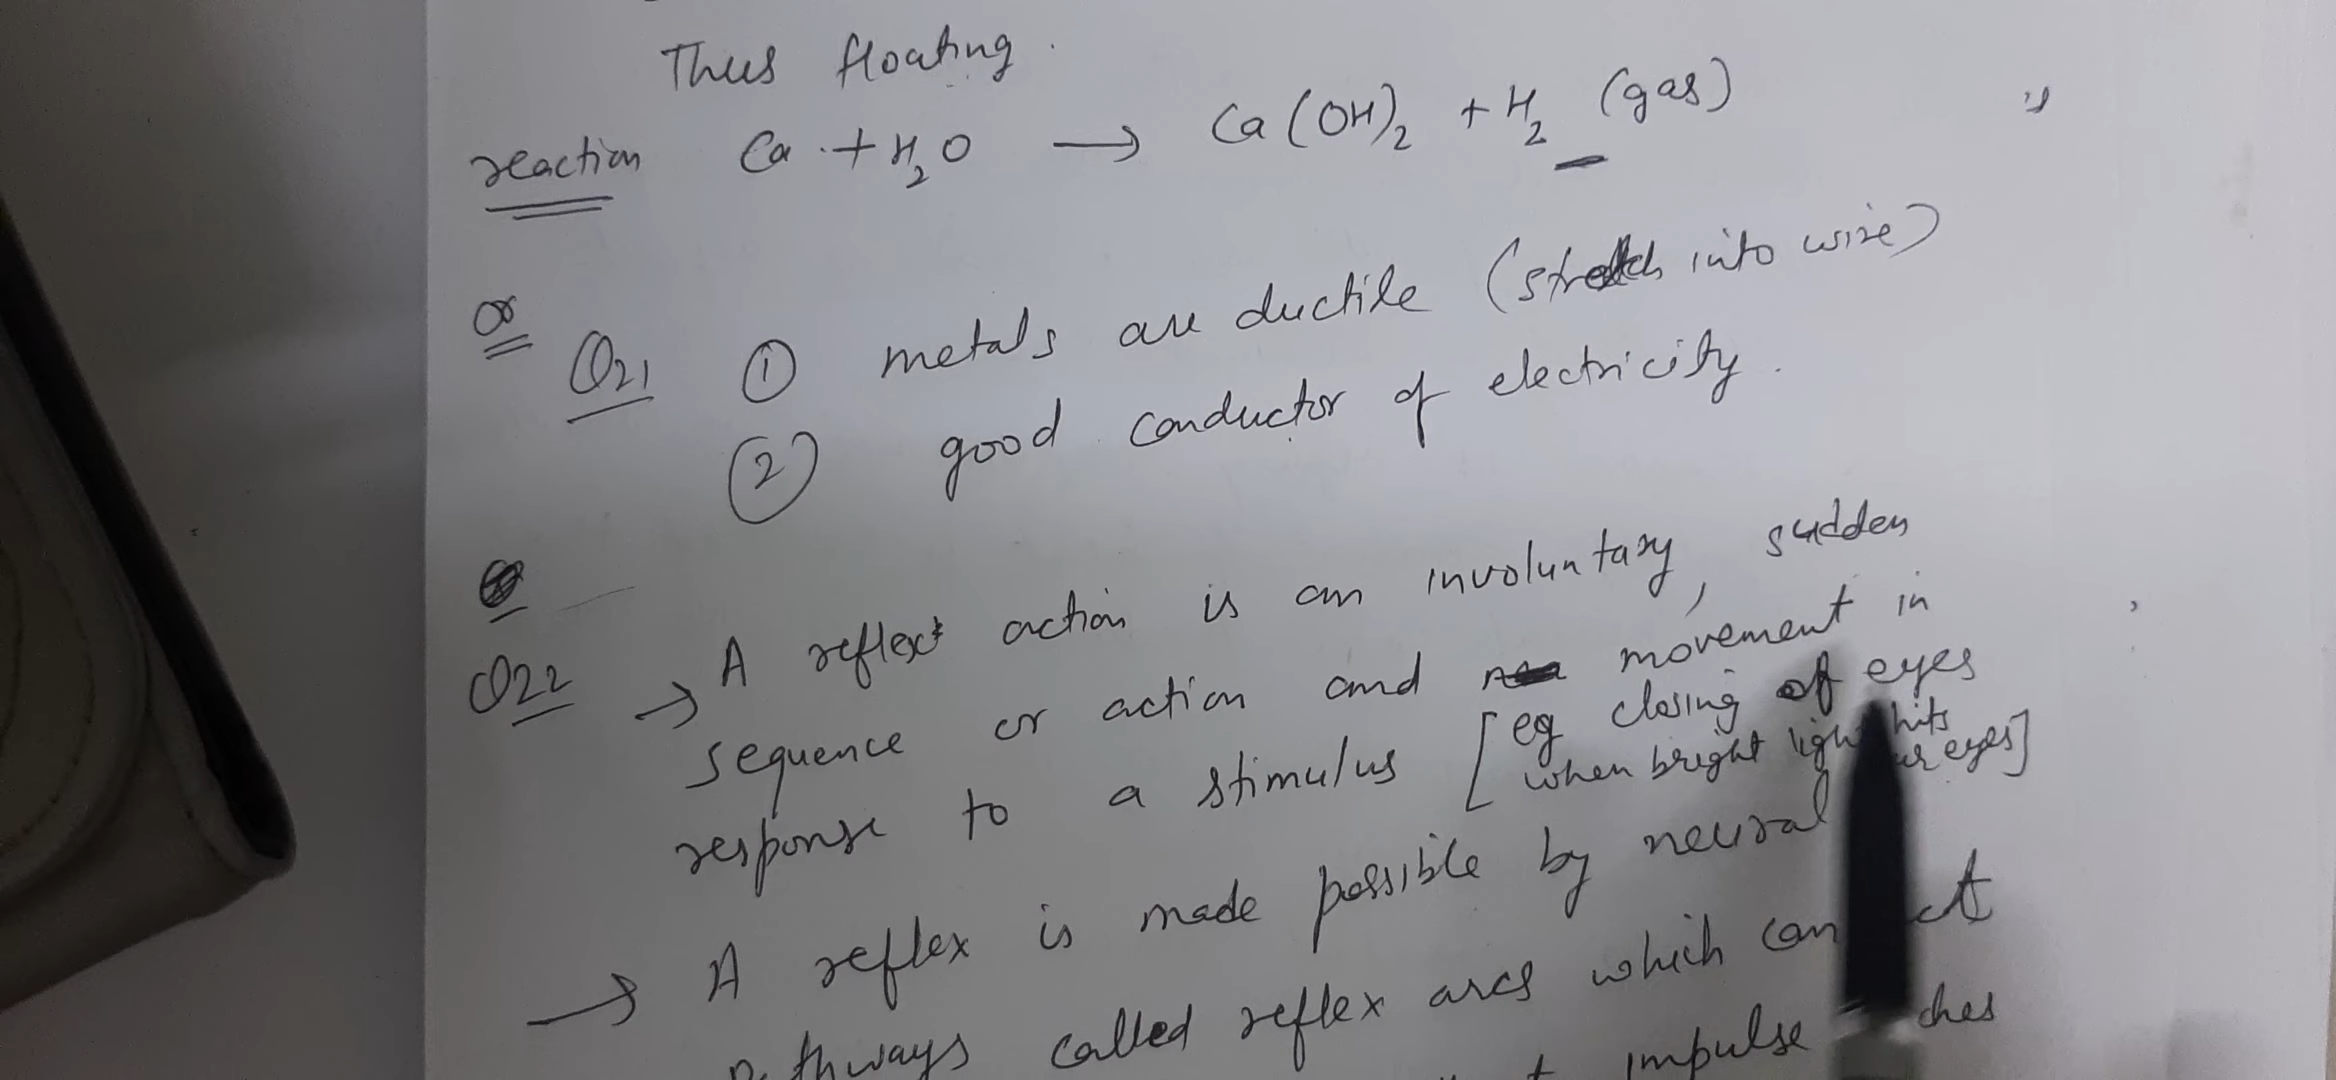 Thus floating.
reaction Ca + H₂O → Ca(OH)₂ + H₂ (gas)
or
Q21 ① metals are ductile (stretch into wire)
② good conductor of electricity.
Q22 → A reflex action is an involuntary, sudden
sequence or action and movement in
response to a stimulus [eg closing of eyes
when bright light hits
eyes]
→ A reflex is made possible by neural
pathways called reflex arcs which
impulse